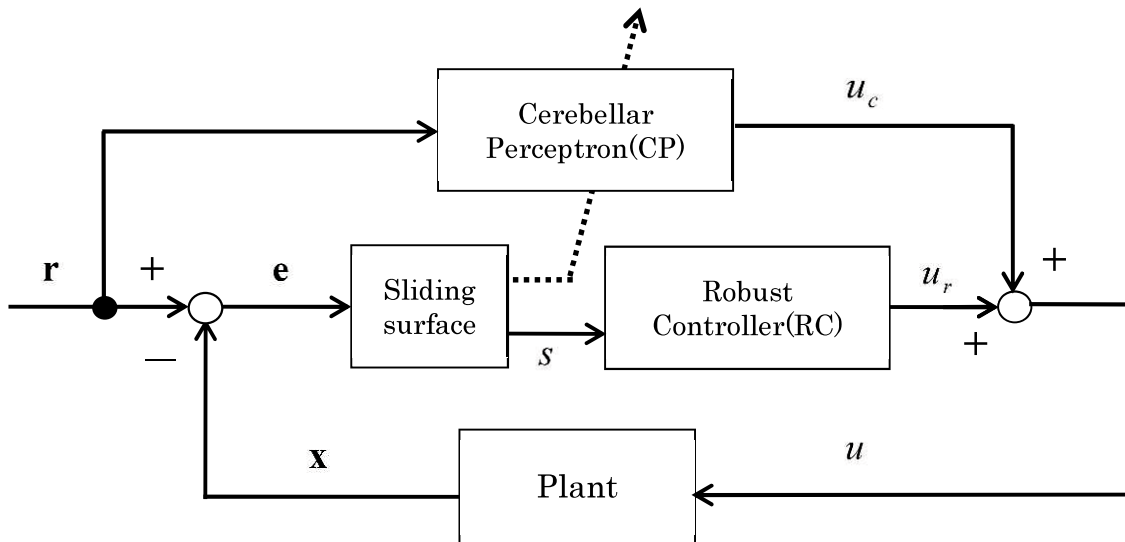 Cerebellar
Perceptron(CP)
u_c
r
+
e
Sliding
surface
s
Robust
Controller(RC)
u_r
+
+
−
x
Plant
u